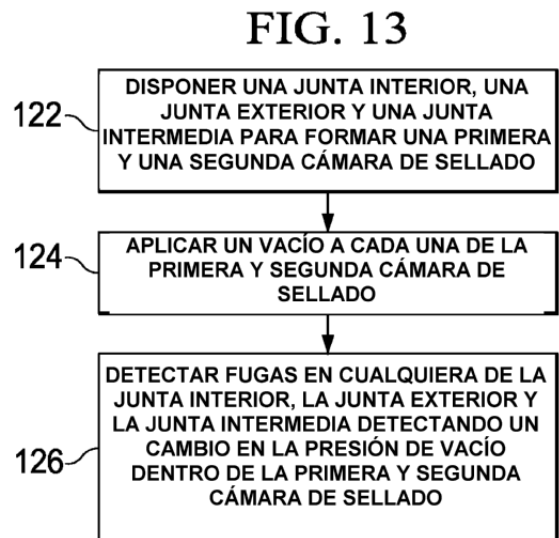 FIG. 13
122
DISPONER UNA JUNTA INTERIOR, UNA
JUNTA EXTERIOR Y UNA JUNTA
INTERMEDIA PARA FORMAR UNA PRIMERA
Y UNA SEGUNDA CÁMARA DE SELLADO
124
APLICAR UN VACÍO A CADA UNA DE LA
PRIMERA Y SEGUNDA CÁMARA DE
SELLADO
126
DETECTAR FUGAS EN CUALQUIERA DE LA
JUNTA INTERIOR, LA JUNTA EXTERIOR Y
LA JUNTA INTERMEDIA DETECTANDO UN
CAMBIO EN LA PRESIÓN DE VACÍO
DENTRO DE LA PRIMERA Y SEGUNDA
CÁMARA DE SELLADO